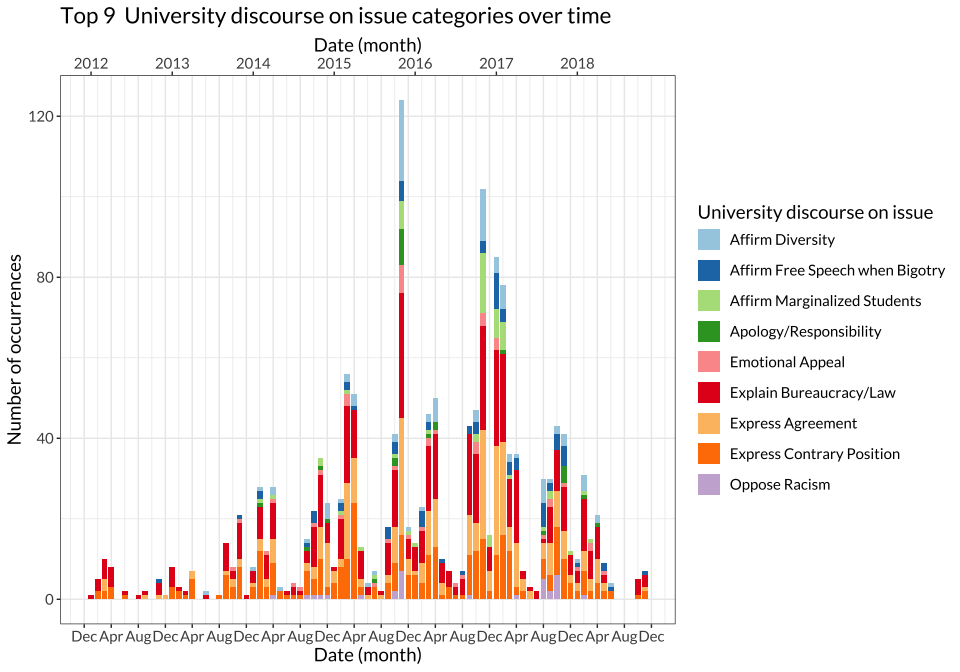 Top 9 University discourse on issue categories over time
Date (month)
2012 2013 2014 2015 2016 2017 2018
Number of occurrences
120
80
40
0
Dec Apr Aug Dec Apr Aug Dec Apr Aug Dec Apr Aug Dec Apr Aug Dec Apr Aug Dec Apr Aug Dec
Date (month)
University discourse on issue
Affirm Diversity
Affirm Free Speech when Bigotry
Affirm Marginalized Students
Apology/Responsibility
Emotional Appeal
Explain Bureaucracy/Law
Express Agreement
Express Contrary Position
Oppose Racism